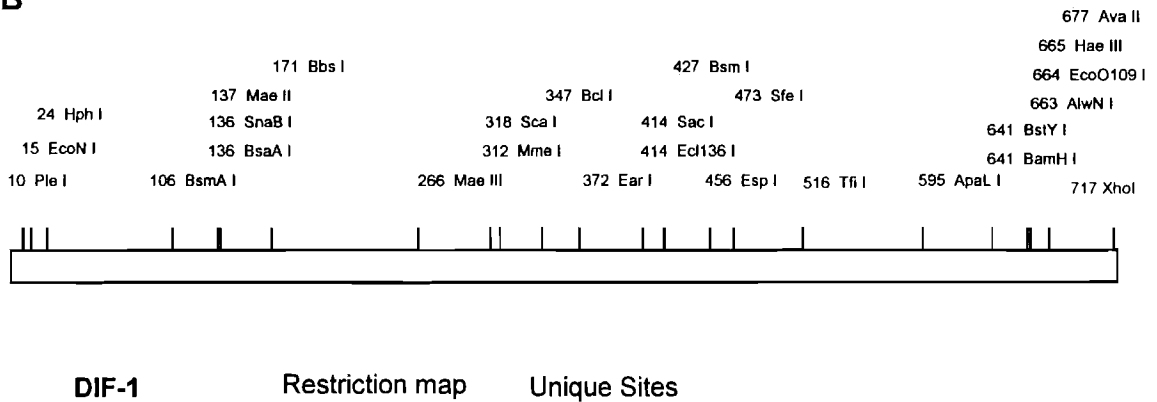 B
677 Ava II
665 Hae III
171 Bbs I 427 Bsm I
664 EcoO109 I
137 Mae II 347 Bcl I 473 Sfe I
663 AlwN I
24 Hph I
136 SnaB I 318 Sca I 414 Sac I
641 BstY I
15 EcoN I 136 BsaA I 312 Mme I 414 Ecl136 I
641 BamH I
10 Ple I 106 BsmA I 266 Mae III 372 Ear I 456 Esp I 516 Tfi I 595 ApaL I
717 XhoI
DIF-1 Restriction map Unique Sites